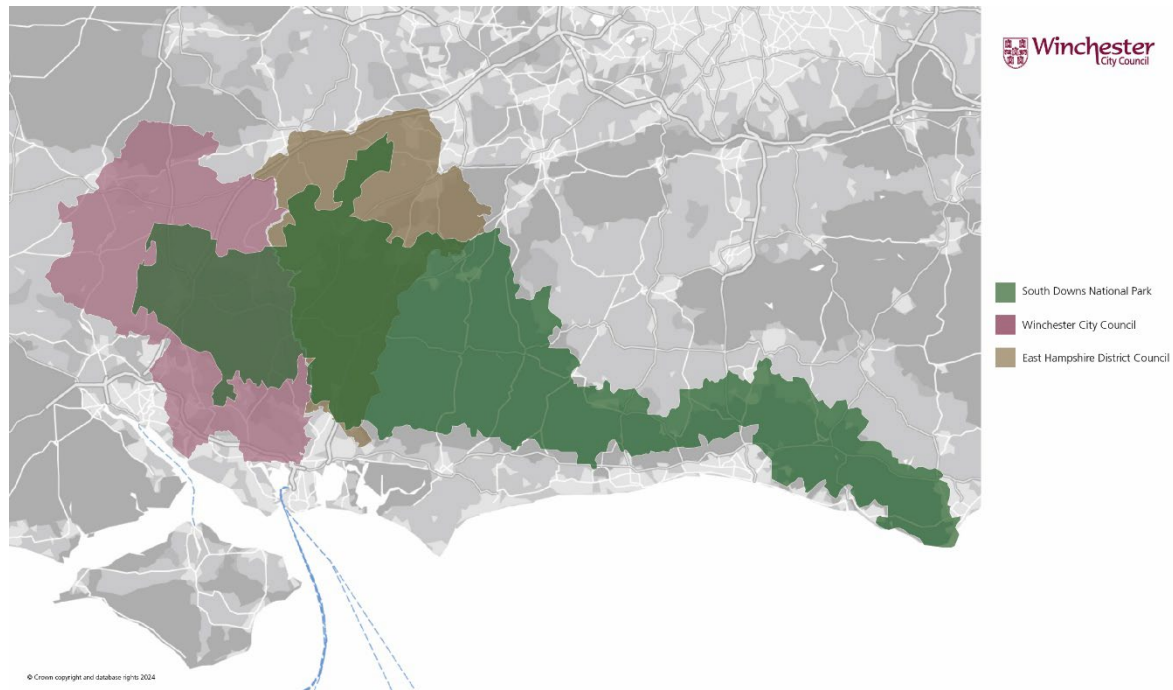 Winchester
City Council
South Downs National Park
Winchester City Council
East Hampshire District Council
© Crown copyright and database rights 2024